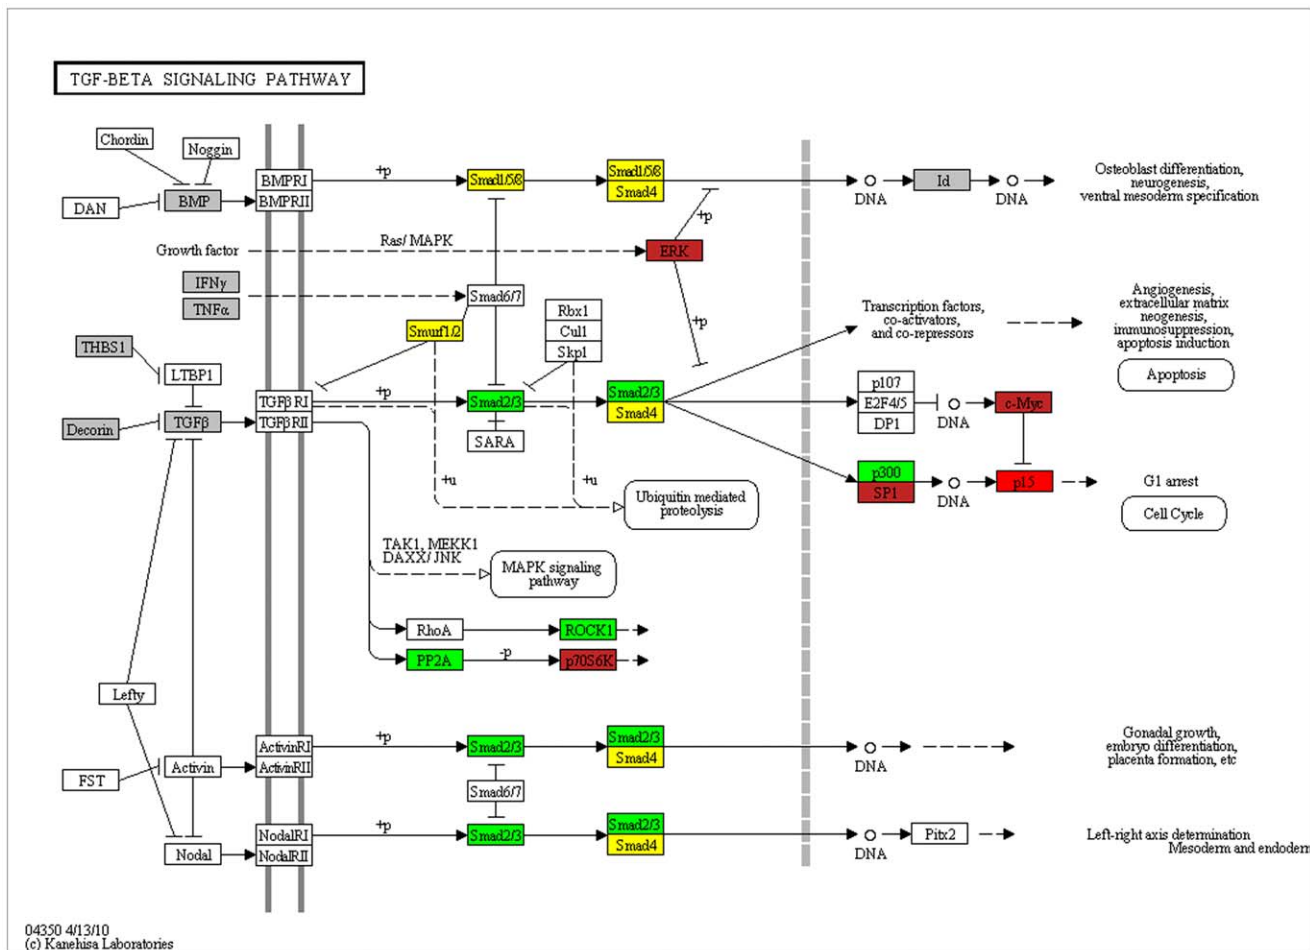 TGF-BETA SIGNALING PATHWAY
Chordin
Noggin
DAN
BMP
BMPRI
BMPRII
+p
Smad1/5/8
Smad1/5/8
Smad4
DNA
Id
DNA
Osteoblast differentiation,
neurogenesis,
ventral mesoderm specification
Growth factor
Ras/ MAPK
ERK
+p
+p
IFNγ
TNFα
Smad6/7
Smurf1/2
Rbx1
Cul1
Skp1
Transcription factors,
co-activators,
and co-repressors
Angiogenesis,
extracellular matrix
neogenesis,
immunosuppression,
apoptosis induction
Apoptosis
THBS1
LTBP1
Decorin
TGFβ
TGFβ RI
TGFβ RII
+p
Smad2/3
SARA
Smad2/3
Smad4
p107
E2F4/5
DP1
DNA
c-Myc
p300
SP1
DNA
p15
G1 arrest
Cell Cycle
+u
+u
Ubiquitin mediated
proteolysis
TAK1, MEKK1
DAXX/ JNK
MAPK signaling
pathway
RhoA
ROCK1
PP2A
-p
p70S6K
Lefty
FST
Activin
ActivinRI
ActivinRII
+p
Smad2/3
Smad2/3
Smad4
DNA
Gonadal growth,
embryo differentiation,
placenta formation, etc
Smad6/7
Nodal
NodalRI
NodalRII
+p
Smad2/3
Smad2/3
Smad4
DNA
Pitx2
Left-right axis determination
Mesoderm and endoderm
04350 4/13/10
(c) Kanehisa Laboratories